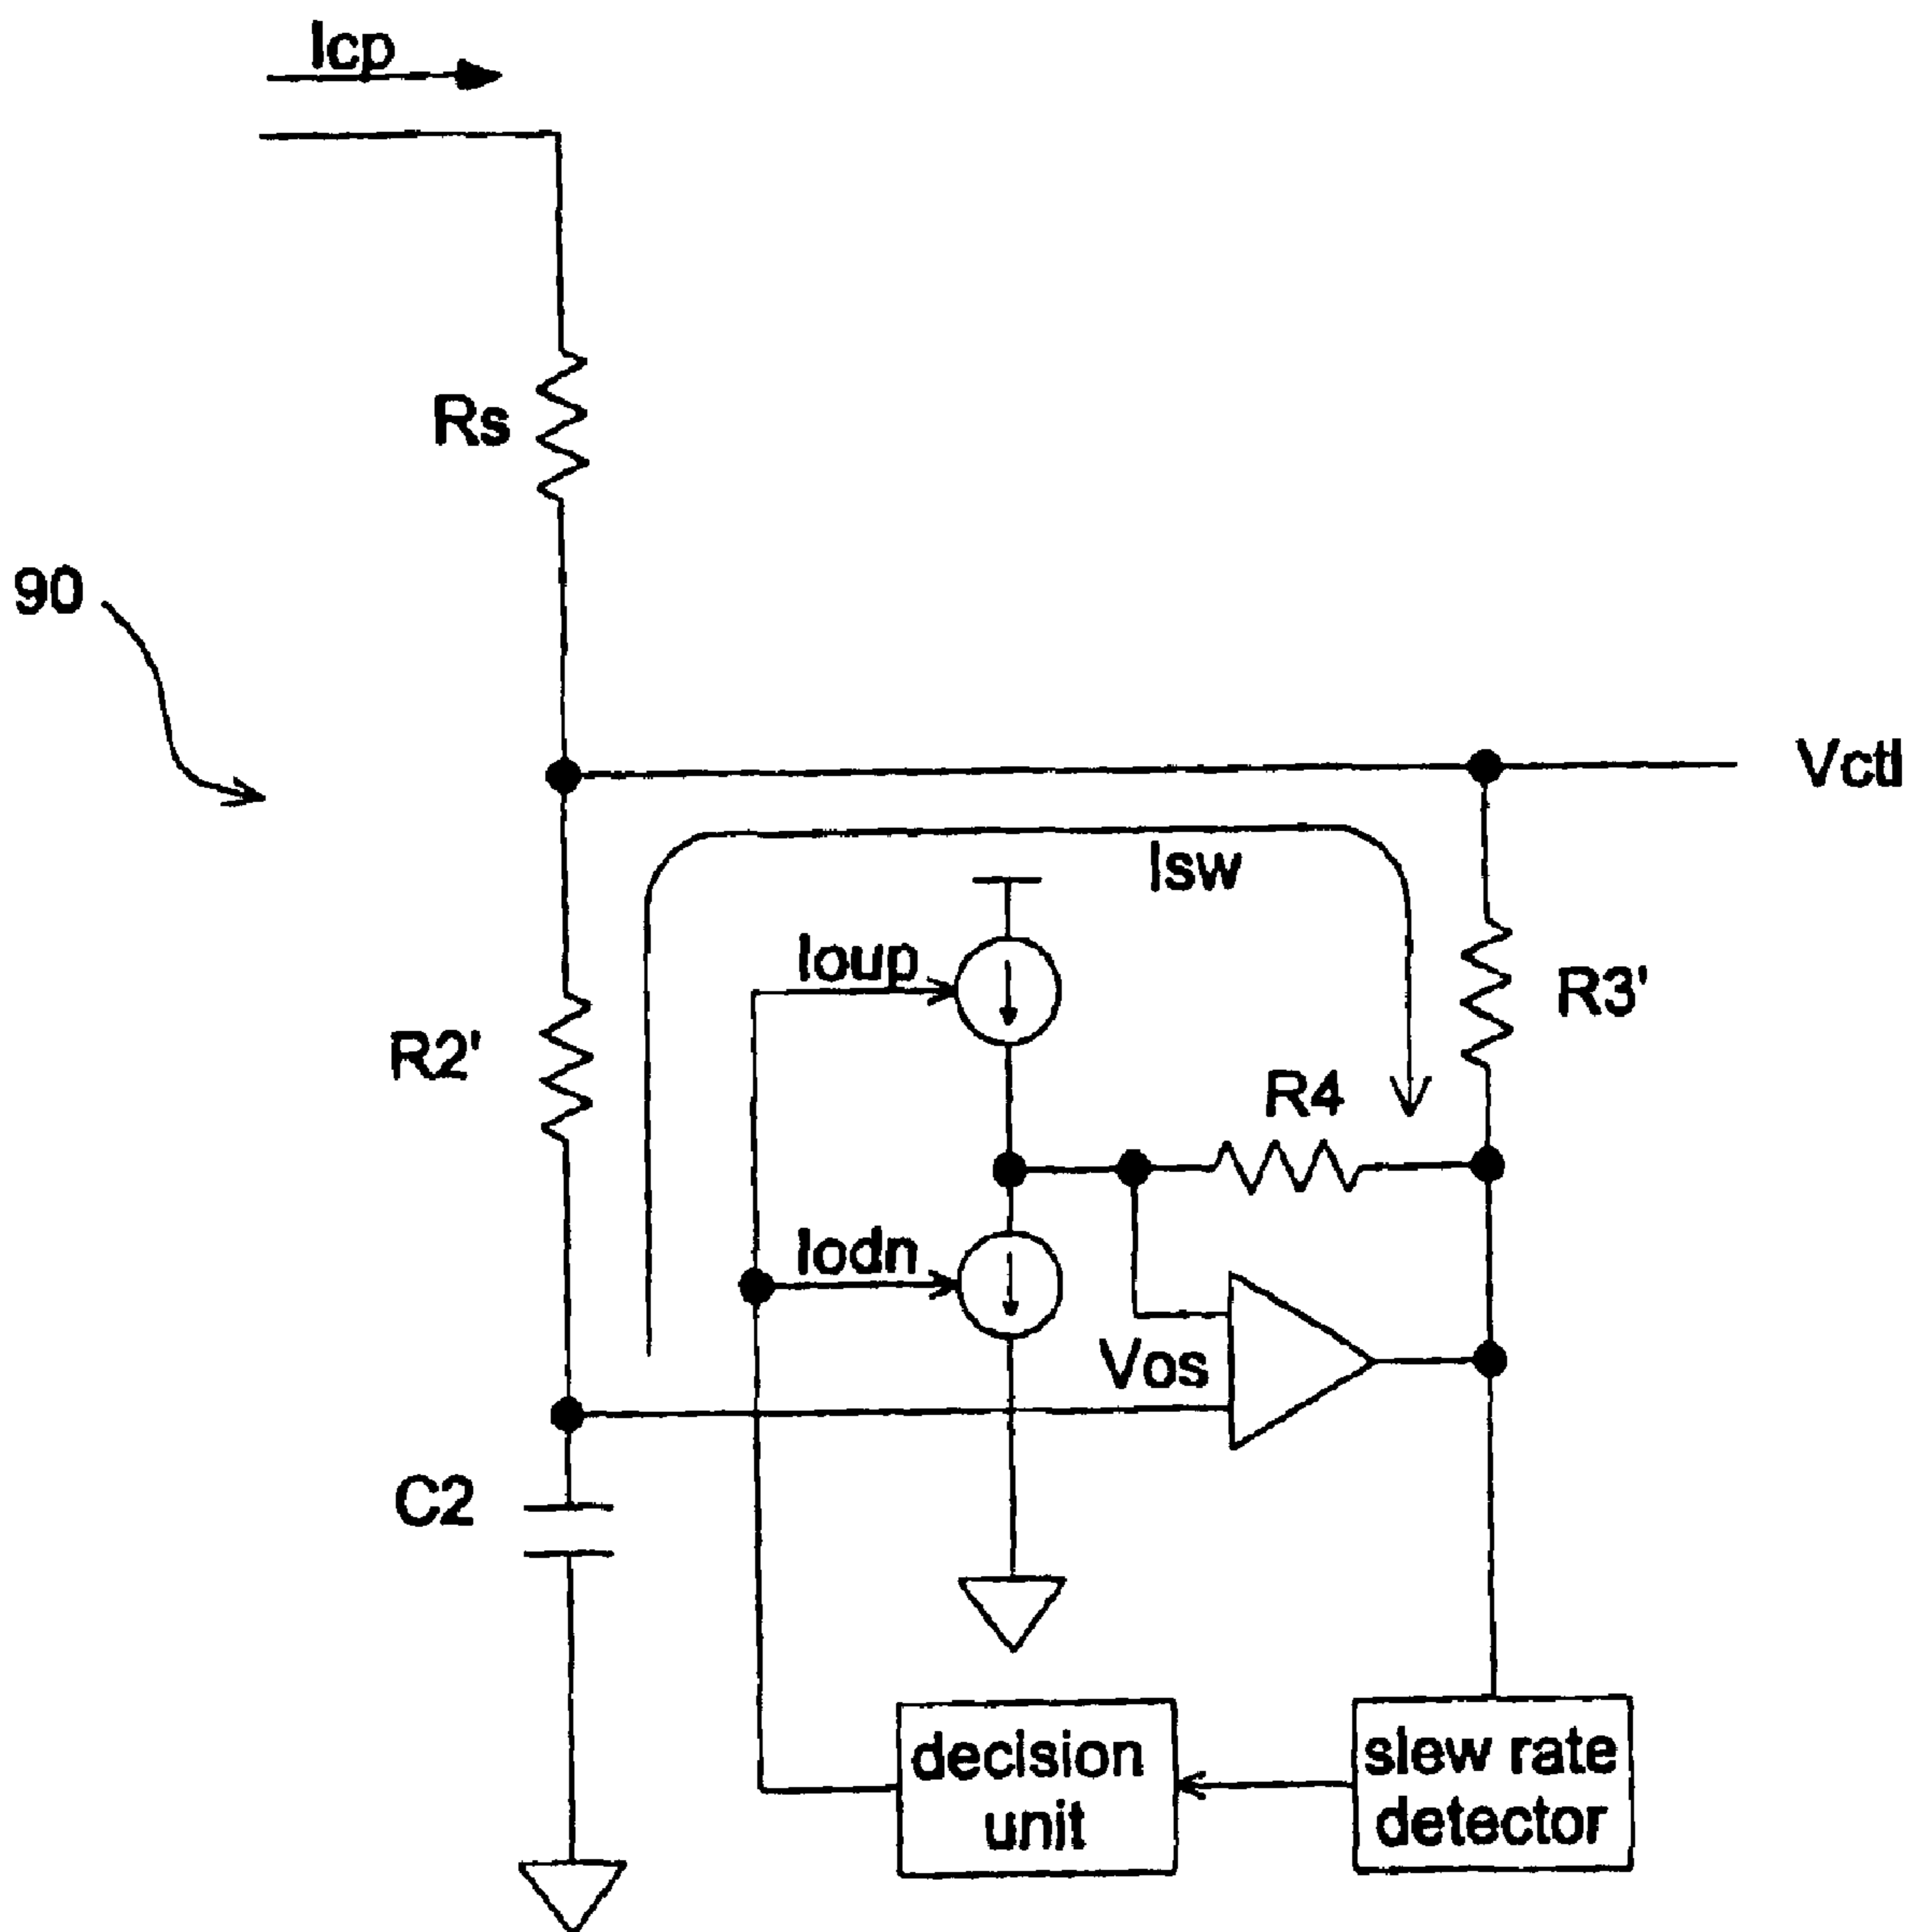 Icp
Rs
90
Vctl
Isw
Ioup
R3'
R2'
R4
Iodn
Vos
C2
decision
unit
slew rate
detector